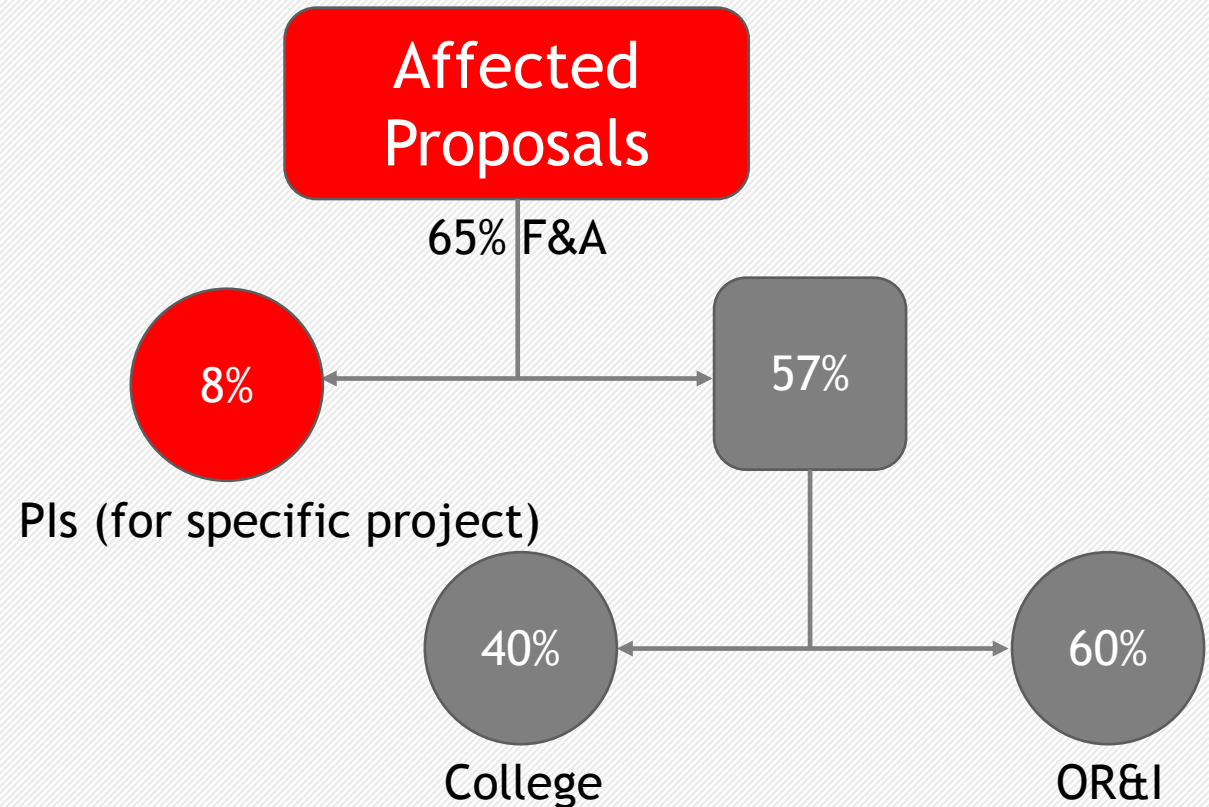 Affected
Proposals
65% F&A
8%
57%
PIs (for specific project)
40%
60%
College
OR&I